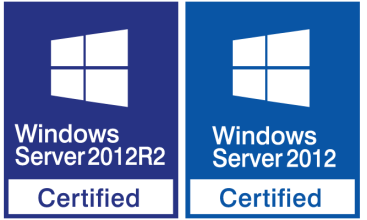 Windows
Server 2012R2
Certified
Windows
Server 2012
Certified